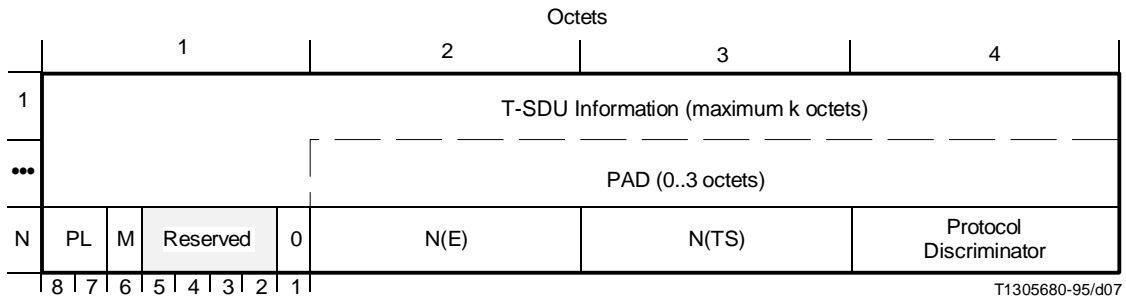 Octets
1 2 3 4
1 T-SDU Information (maximum k octets)
••• PAD (0..3 octets)
N PL M Reserved 0 N(E) N(TS) Protocol
Discriminator
8 7 6 5 4 3 2 1
T1305680-95/d07